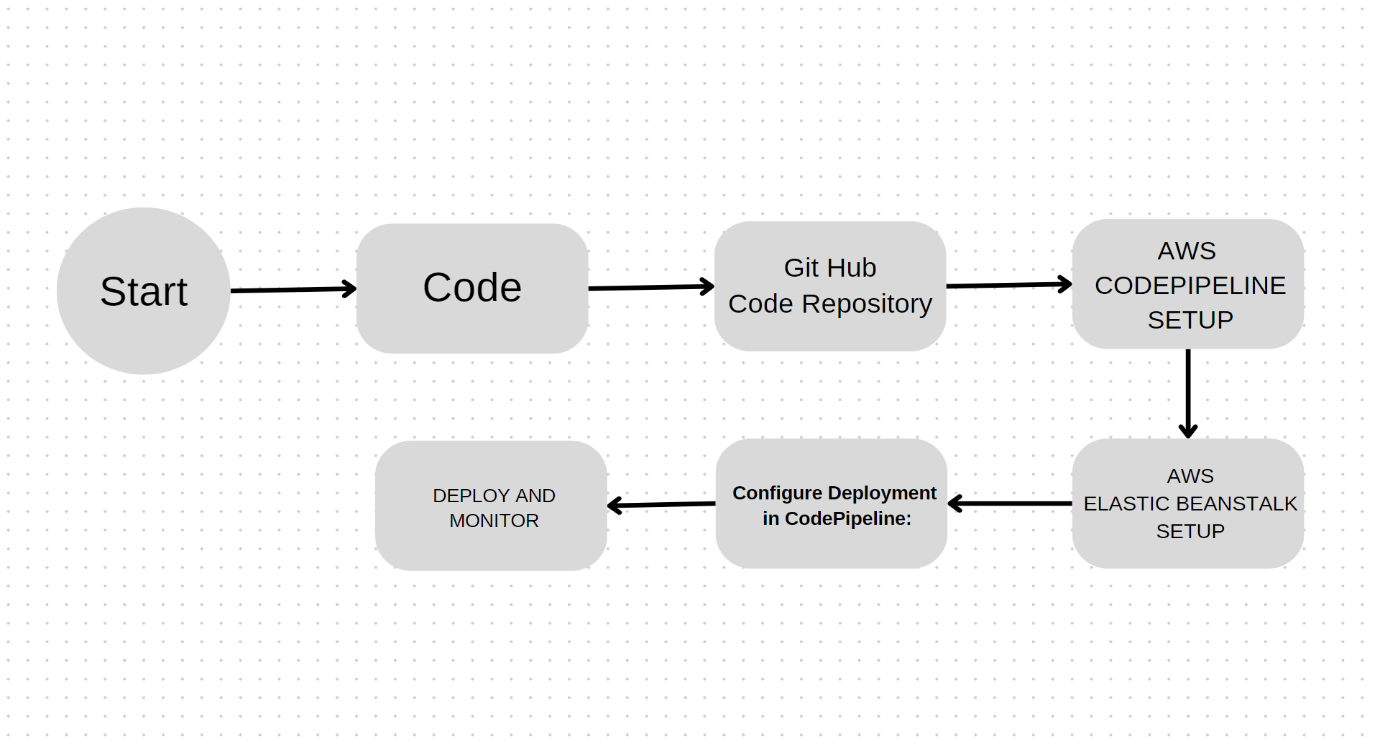 Start
Code
Git Hub
Code Repository
AWS
CODEPIPELINE
SETUP
AWS
ELASTIC BEANSTALK
SETUP
Configure Deployment
in CodePipeline:
DEPLOY AND
MONITOR